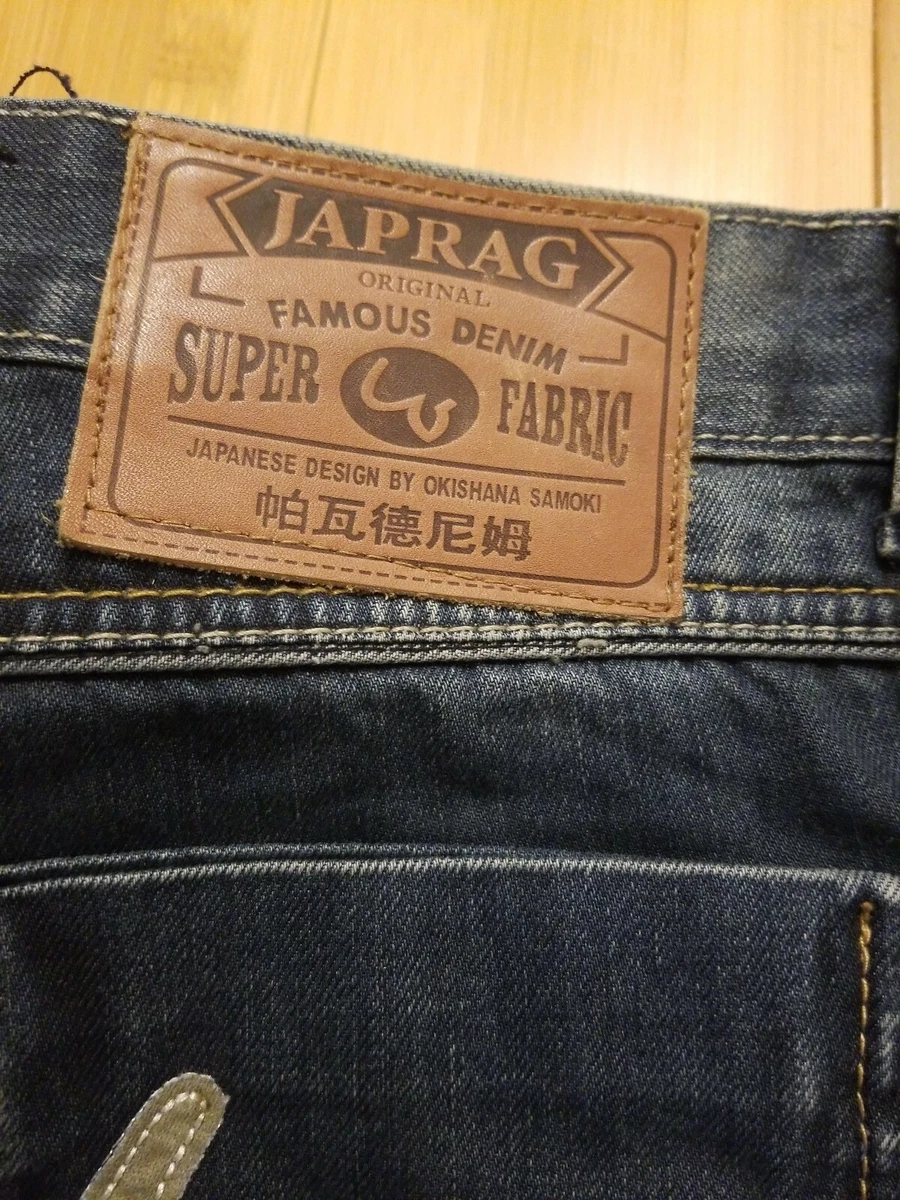 JAPRAG
ORIGINAL
FAMOUS DENIM
SUPER FABRIC
JAPANESE DESIGN BY OKISHANA SAMOKI
帕瓦德尼姆